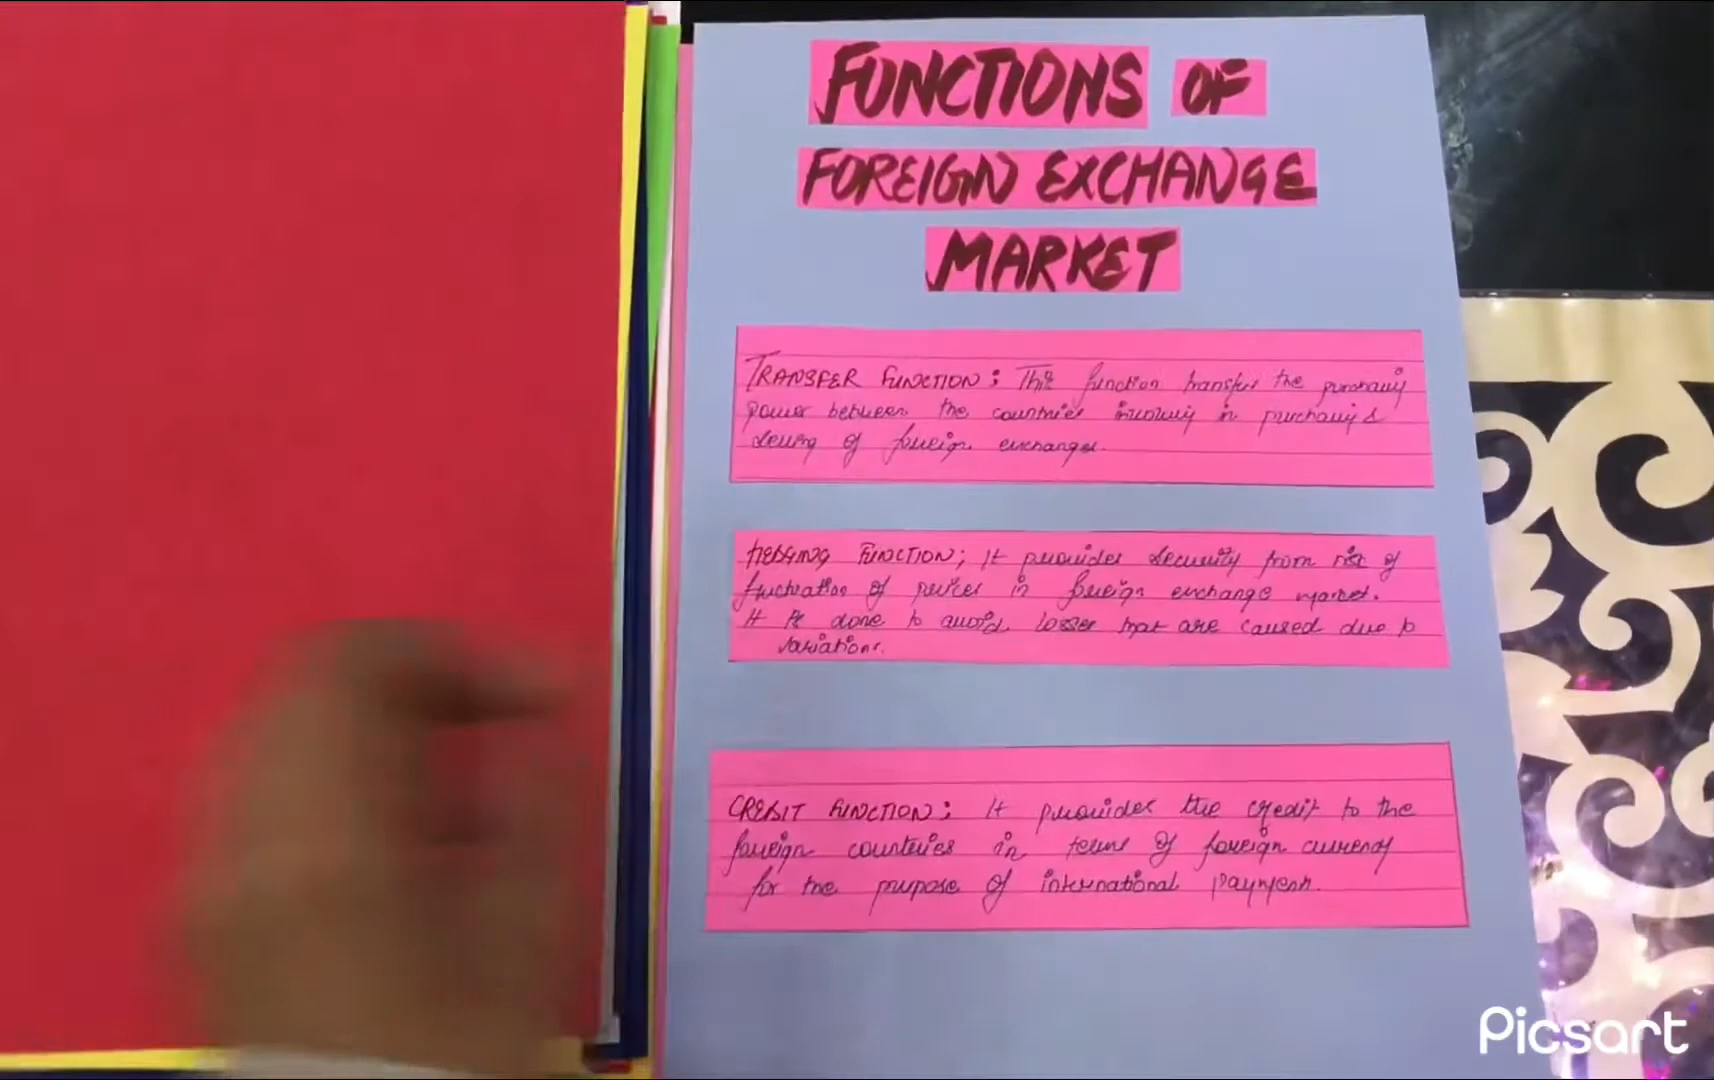 FUNCTIONS OF
FOREIGN EXCHANGE
MARKET
TRANSFER FUNCTION: This function transfers the purchasing
power between the countries involving in purchasing &
selling of foreign exchanges.
HEDGING FUNCTION; It provides security from risk of
fluctuation of prices in foreign exchange market.
It is done to avoid losses that are caused due to
variations.
CREDIT FUNCTION: It provides the credit to the
foreign countries in terms of foreign currency
for the purpose of international payment.
Picsart